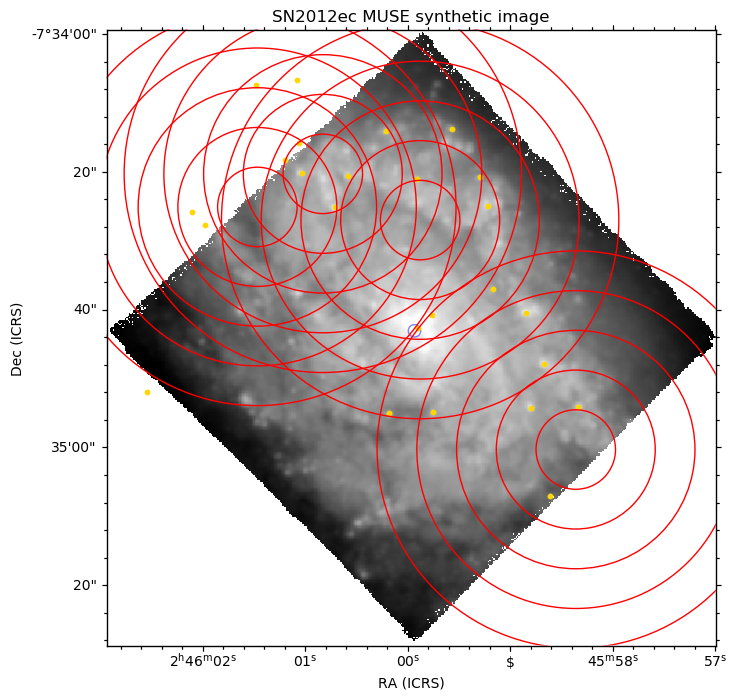 SN2012ec MUSE synthetic image
-7°34'00"
20"
40"
35'00"
20"
Dec (ICRS)
2ʰ46ᵐ02ˢ 01ˢ 00ˢ $ 45ᵐ58ˢ 57ˢ
RA (ICRS)